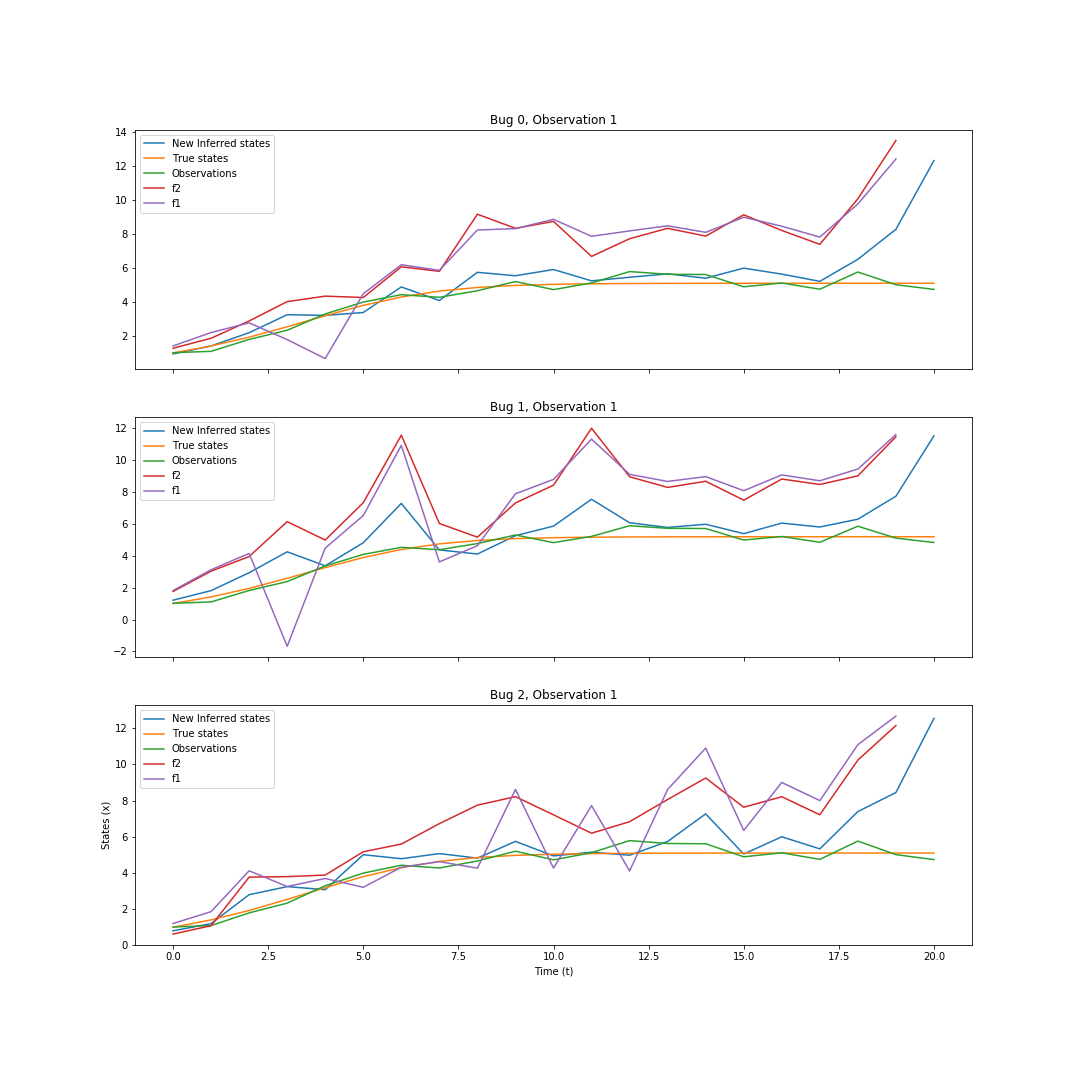 Bug 0, Observation 1
14
12
10
8
6
4
2
New Inferred states
True states
Observations
f2
f1
Bug 1, Observation 1
12
10
8
6
4
2
0
−2
New Inferred states
True states
Observations
f2
f1
Bug 2, Observation 1
States (x)
12
10
8
6
4
2
0
New Inferred states
True states
Observations
f2
f1
0.0 2.5 5.0 7.5 10.0 12.5 15.0 17.5 20.0
Time (t)